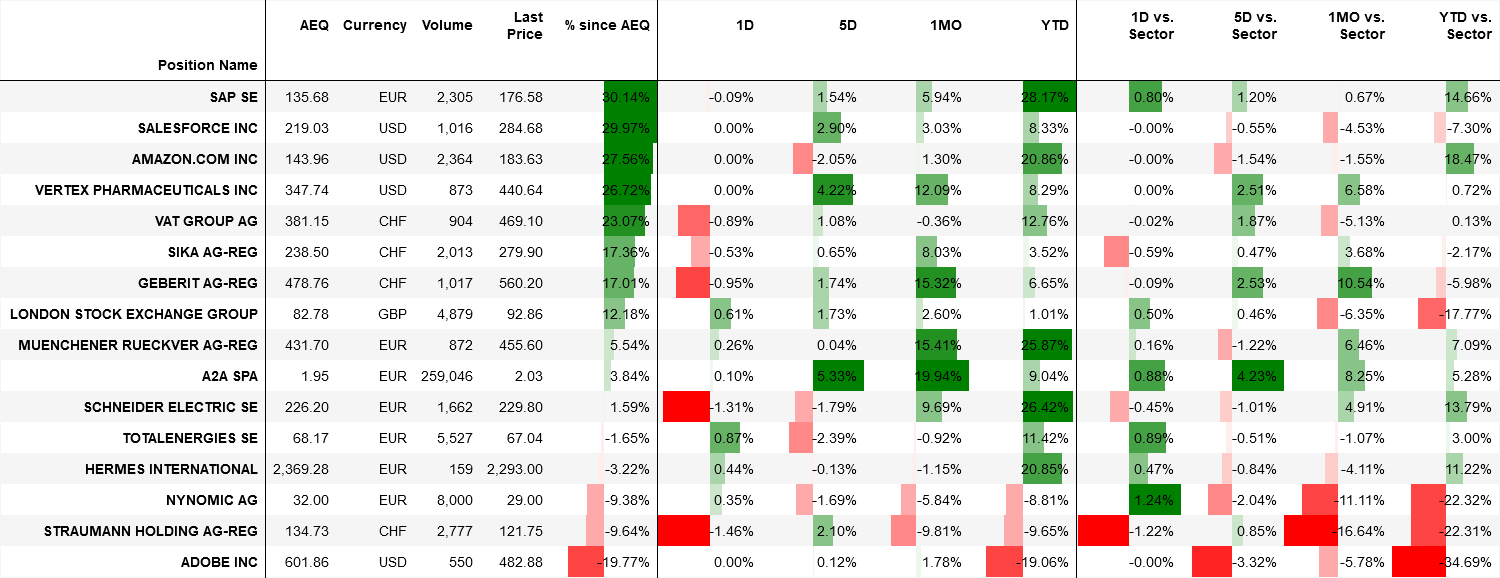 Position Name AEQ Currency Volume Last Price % since AEQ 1D 5D 1MO YTD 1D vs. Sector 5D vs. Sector 1MO vs. Sector YTD vs. Sector
SAP SE 135.68 EUR 2,305 176.58 30.14% -0.09% 1.54% 5.94% 28.17% 0.80% 1.20% 0.67% 14.66%
SALESFORCE INC 219.03 USD 1,016 284.68 29.97% 0.00% 2.90% 3.03% 8.33% -0.00% -0.55% -4.53% -7.30%
AMAZON.COM INC 143.96 USD 2,364 183.63 27.56% 0.00% -2.05% 1.30% 20.86% -0.00% -1.54% -1.55% 18.47%
VERTEX PHARMACEUTICALS INC 347.74 USD 873 440.64 26.72% 0.00% 4.22% 12.09% 8.29% 0.00% 2.51% 6.58% 0.72%
VAT GROUP AG 381.15 CHF 904 469.10 23.07% -0.89% 1.08% -0.36% 12.76% -0.02% 1.87% -5.13% 0.13%
SIKA AG-REG 238.50 CHF 2,013 279.90 17.36% -0.53% 0.65% 8.03% 3.52% -0.59% 0.47% 3.68% -2.17%
GEBERIT AG-REG 478.76 CHF 1,017 560.20 17.01% -0.95% 1.74% 15.32% 6.65% -0.09% 2.53% 10.54% -5.98%
LONDON STOCK EXCHANGE GROUP 82.78 GBP 4,879 92.86 12.18% 0.61% 1.73% 2.60% 1.01% 0.50% 0.46% -6.35% -17.77%
MUENCHENER RUECKVER AG-REG 431.70 EUR 872 455.60 5.54% 0.26% 0.04% 15.41% 25.87% 0.16% -1.22% 6.46% 7.09%
A2A SPA 1.95 EUR 259,046 2.03 3.84% 0.10% 5.33% 19.94% 9.04% 0.88% 4.23% 8.25% 5.28%
SCHNEIDER ELECTRIC SE 226.20 EUR 1,662 229.80 1.59% -1.31% -1.79% 9.69% 26.42% -0.45% -1.01% 4.91% 13.79%
TOTALENERGIES SE 68.17 EUR 5,527 67.04 -1.65% 0.87% -2.39% -0.92% 11.42% 0.89% -0.51% -1.07% 3.00%
HERMES INTERNATIONAL 2,369.28 EUR 159 2,293.00 -3.22% 0.44% -0.13% -1.15% 20.85% 0.47% -0.84% -4.11% 11.22%
NYNOMIC AG 32.00 EUR 8,000 29.00 -9.38% 0.35% -1.69% -5.84% -8.81% 1.24% -2.04% -11.11% -22.32%
STRAUMANN HOLDING AG-REG 134.73 CHF 2,777 121.75 -9.64% -1.46% 2.10% -9.81% -9.65% -1.22% 0.85% -16.64% -22.31%
ADOBE INC 601.86 USD 550 482.88 -19.77% 0.00% 0.12% 1.78% -19.06% -0.00% -3.32% -5.78% -34.69%